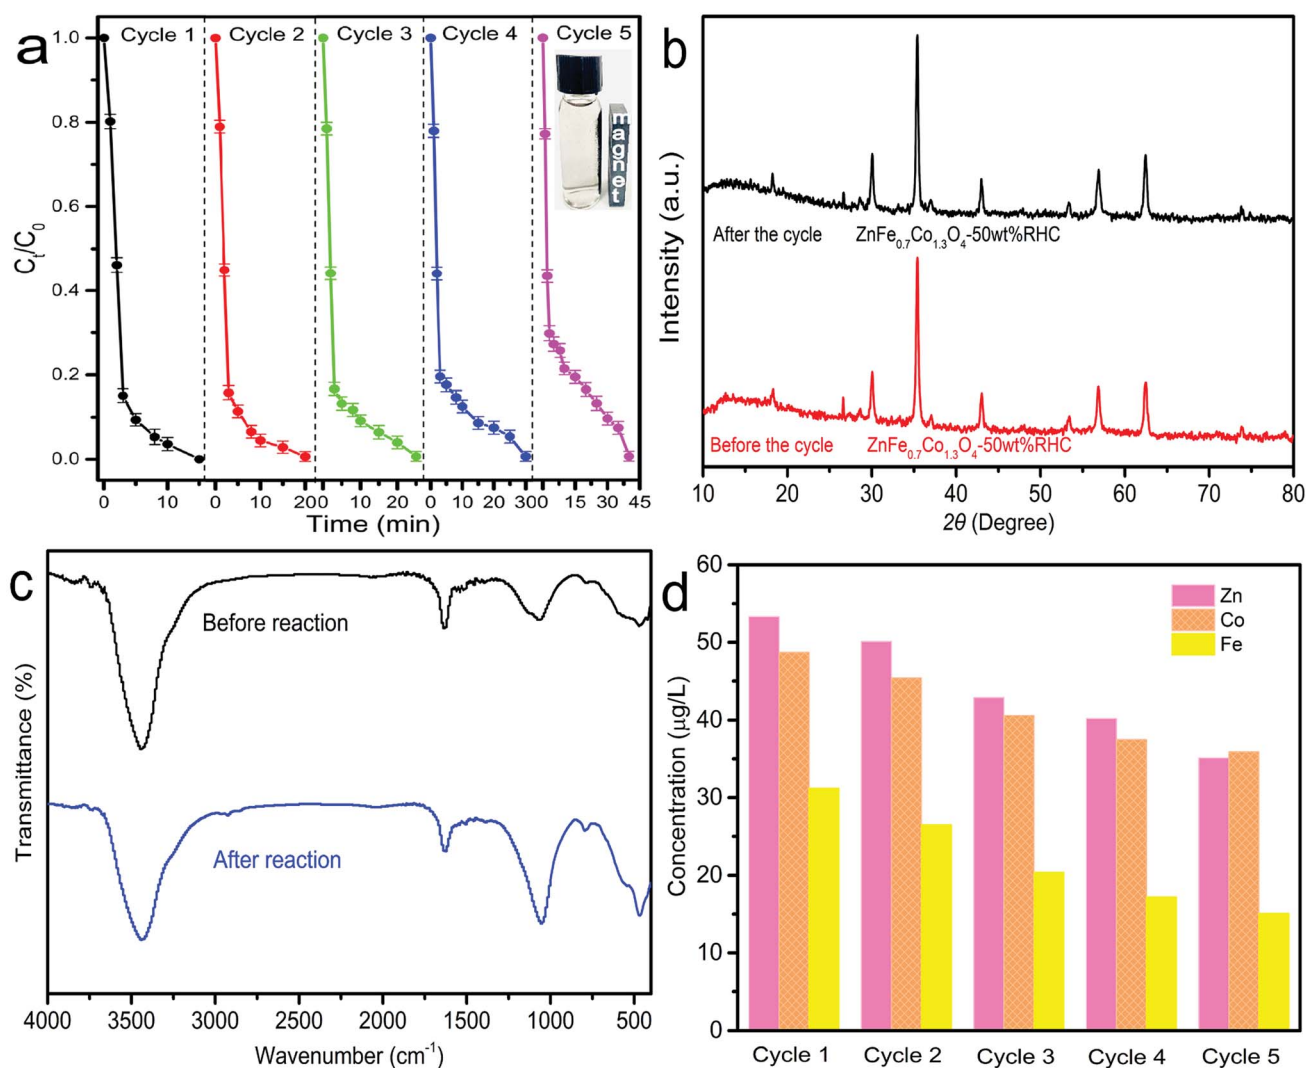 a
Cycle 1
Cycle 2
Cycle 3
Cycle 4
Cycle 5
magnet
1.0
0.8
0.6
0.4
0.2
0.0
Ct/C0
0 10 0 10 20 0 10 20 0 10 20 30 0 15 30 45
Time (min)
b
Intensity (a.u.)
After the cycle ZnFe0.7Co1.3O4-50wt%RHC
Before the cycle ZnFe0.7Co1.3O4-50wt%RHC
10 20 30 40 50 60 70 80
2θ (Degree)
c
Transmittance (%)
Before reaction
After reaction
4000 3500 3000 2500 2000 1500 1000 500
Wavenumber (cm-1)
d
Zn
Co
Fe
60
50
40
30
20
10
0
Concentration (μg/L)
Cycle 1 Cycle 2 Cycle 3 Cycle 4 Cycle 5